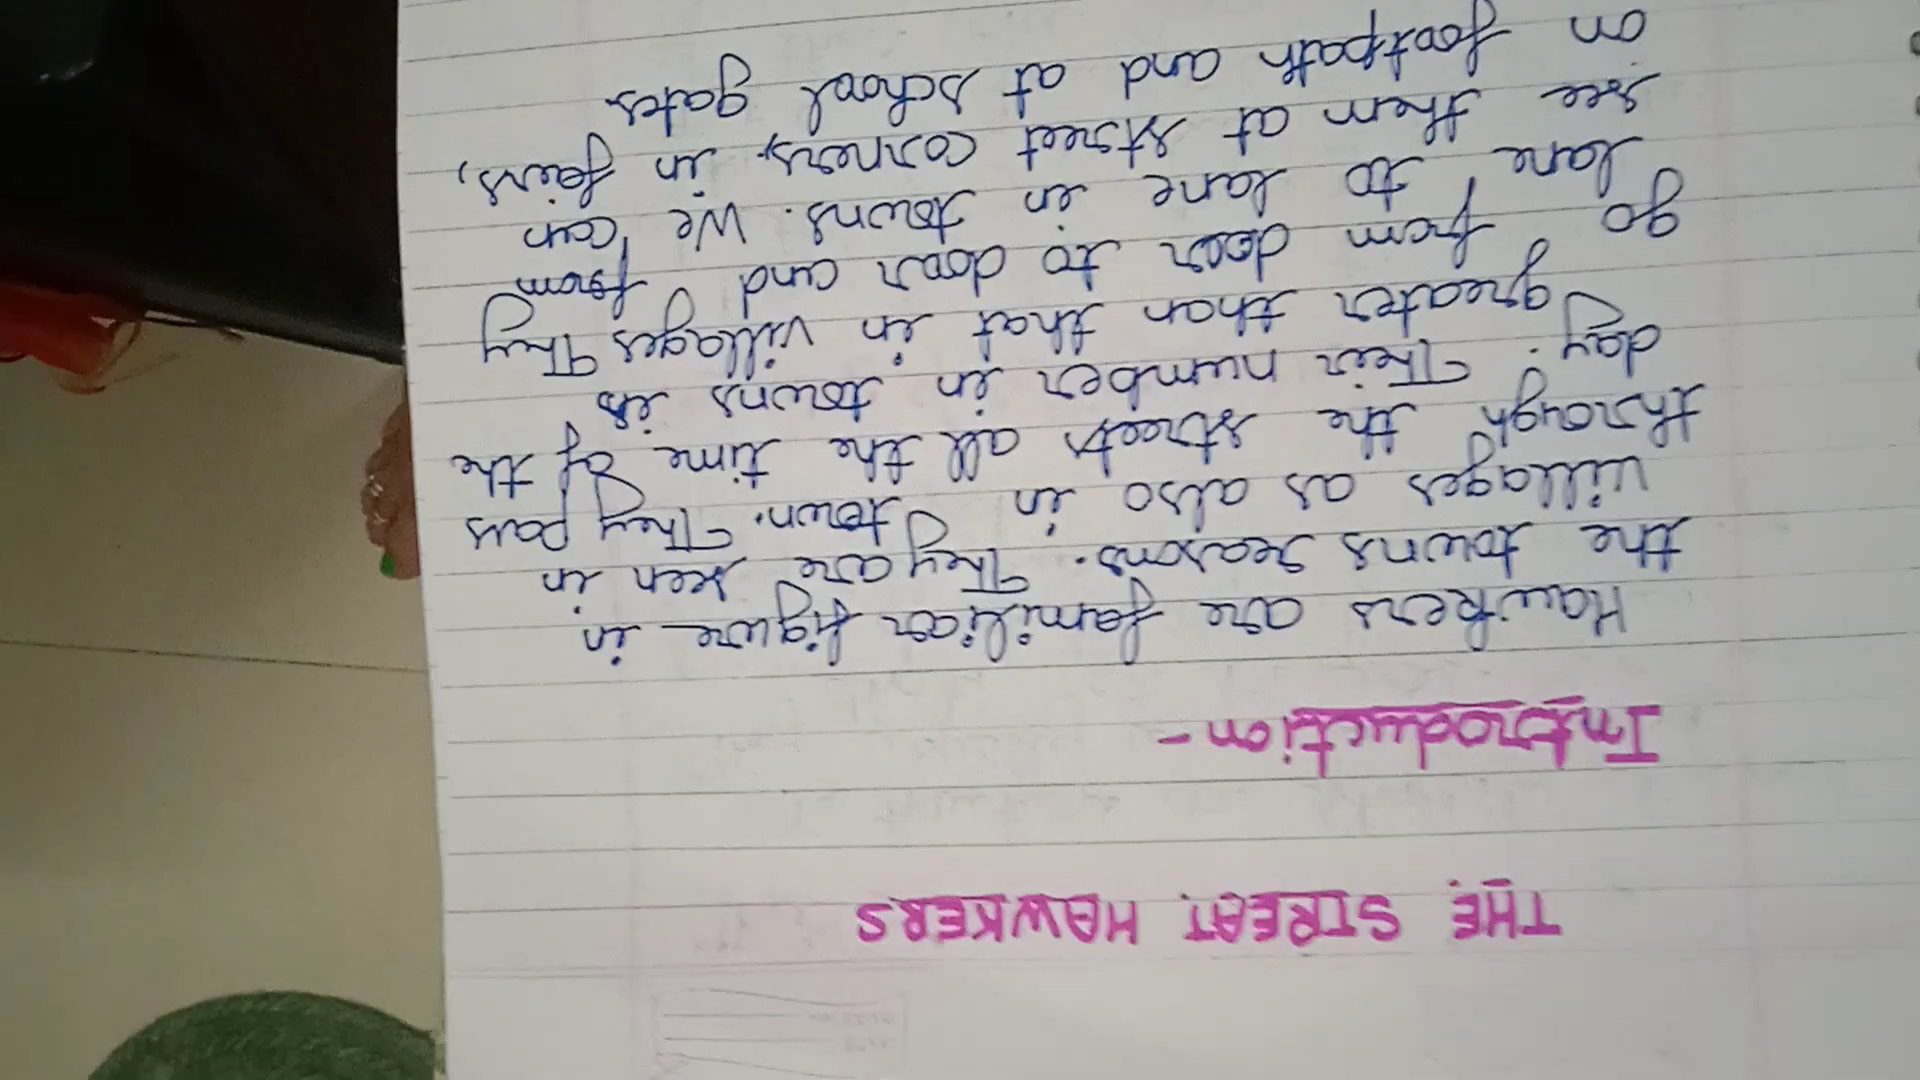 THE STREAT HAWKERS
Introduction-
Hawkers are familiar figure in
the towns seasons. They are seen in
villages as also in town. They pass
through the streets all the time of the
day. Their number in towns is
greater than that in villages They
go from door to door and from
lane to lane in towns. We can
see them at street corners, in fairs,
on footpath and at school gates.